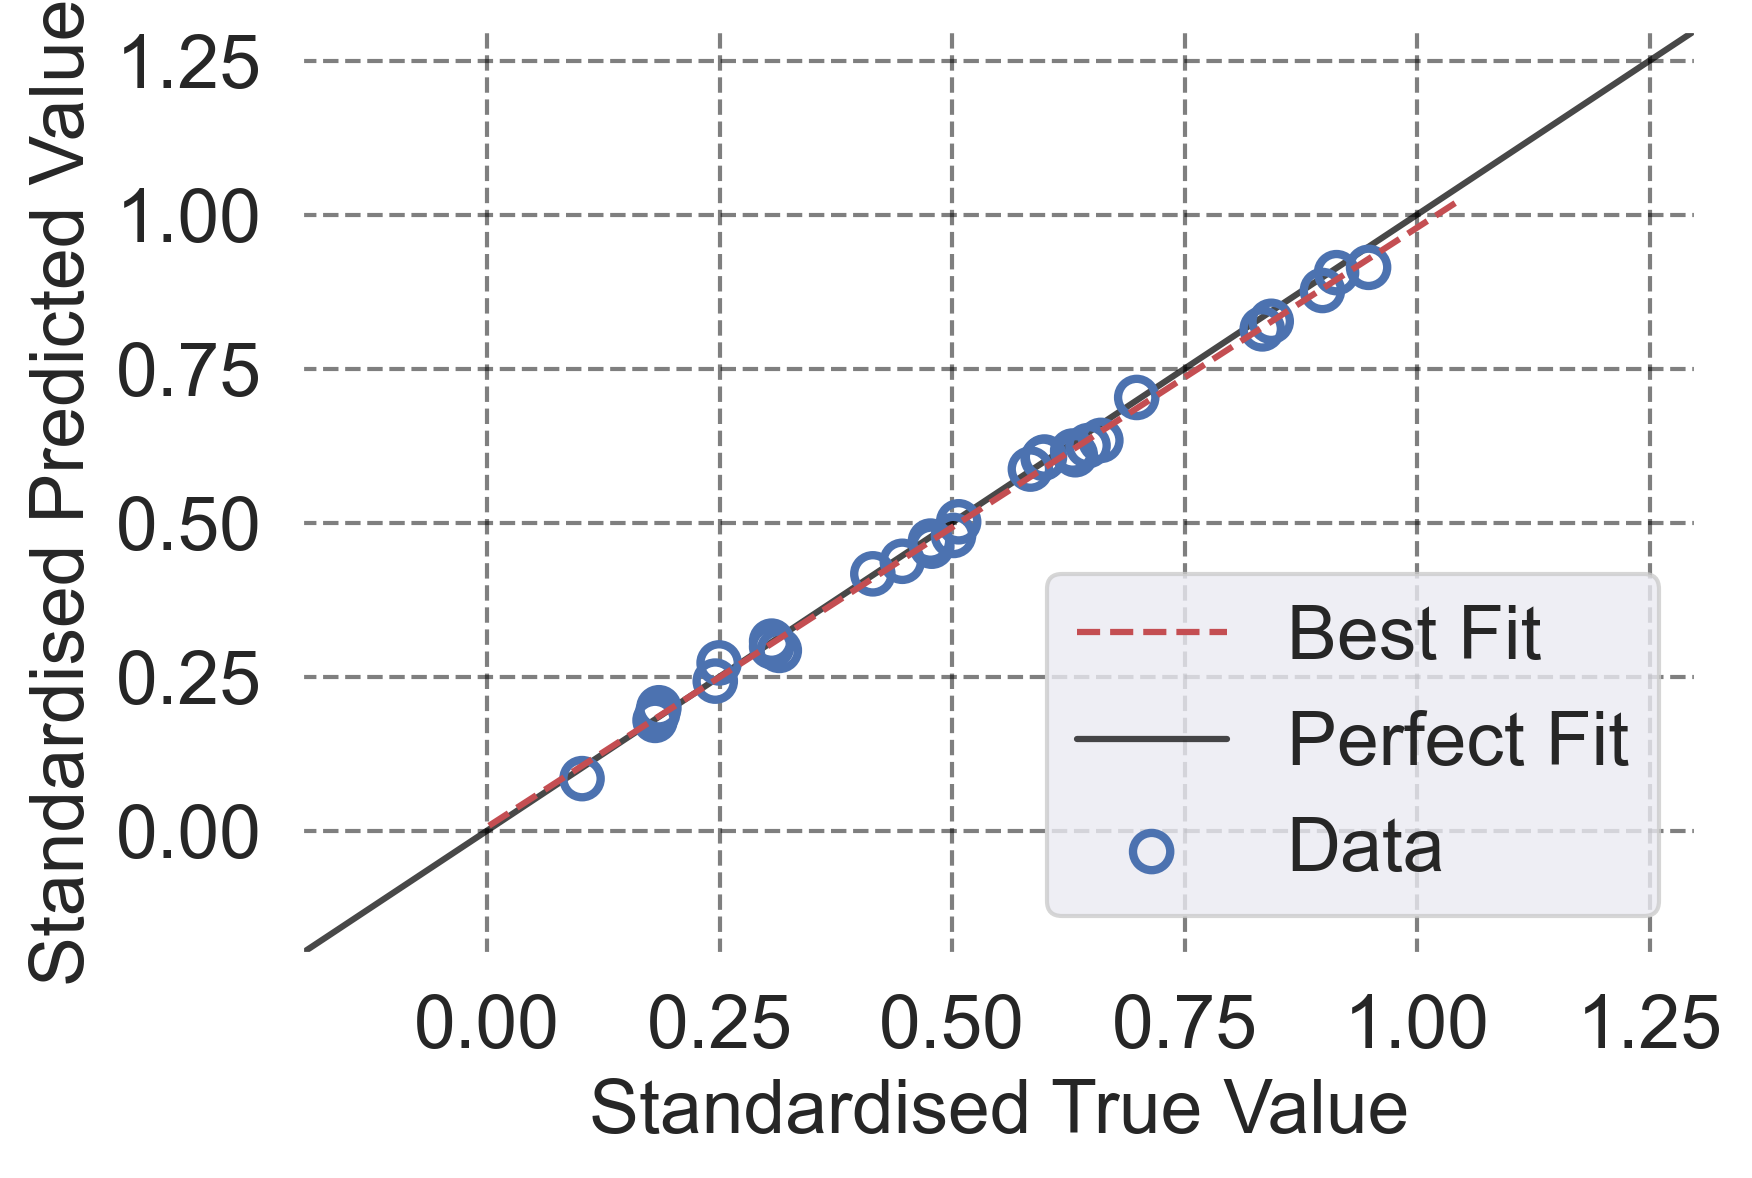 Standardised Predicted Value
1.25
1.00
0.75
0.50
0.25
0.00
Best Fit
Perfect Fit
Data
0.00 0.25 0.50 0.75 1.00 1.25
Standardised True Value